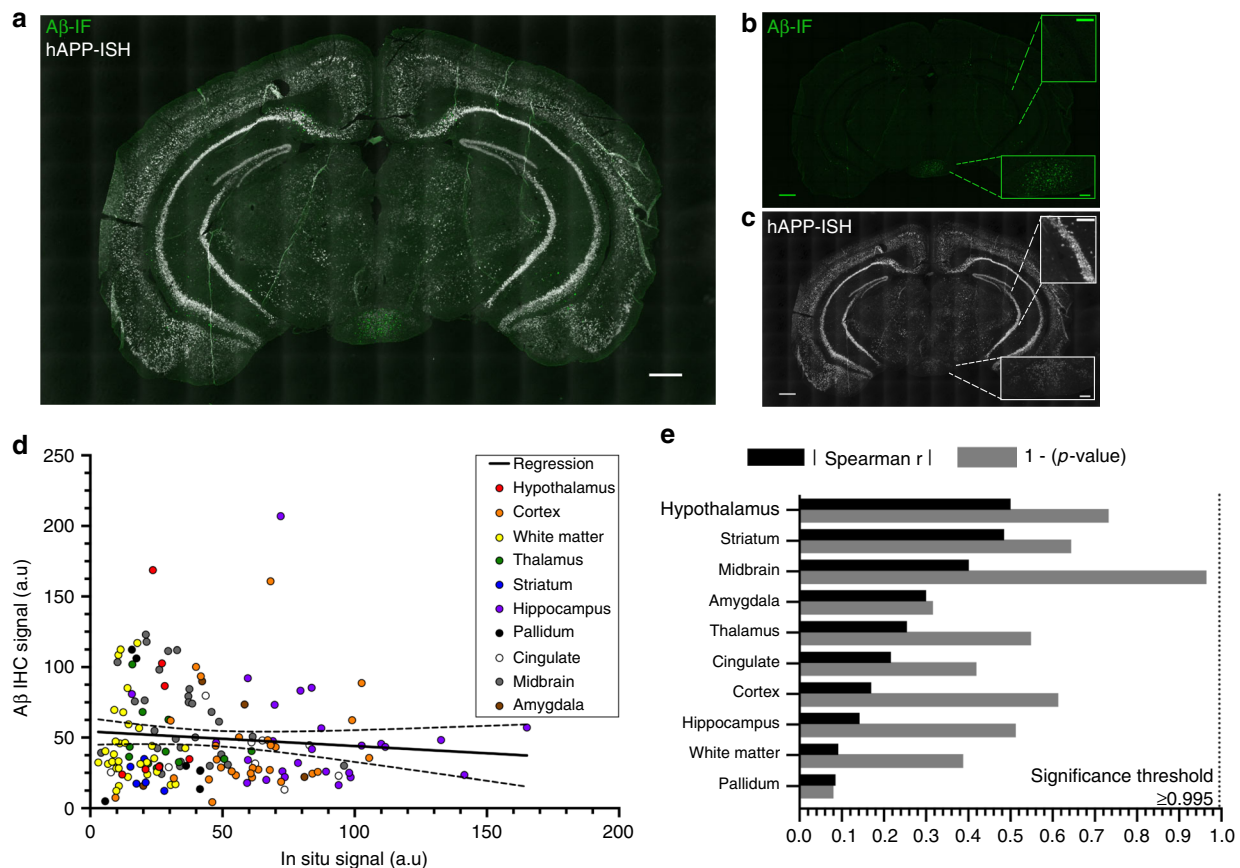 a
Aβ-IF
hAPP-ISH
b
Aβ-IF
c
hAPP-ISH
d
250
200
150
100
50
0
Aβ IHC signal (a.u)
0
50
100
150
200
In situ signal (a.u)
Regression
Hypothalamus
Cortex
White matter
Thalamus
Striatum
Hippocampus
Pallidum
Cingulate
Midbrain
Amygdala
e
| Spearman r |
1 - (p-value)
Hypothalamus
Striatum
Midbrain
Amygdala
Thalamus
Cingulate
Cortex
Hippocampus
White matter
Pallidum
Significance threshold
≥0.995
0.0 0.1 0.2 0.3 0.4 0.5 0.6 0.7 0.8 0.9 1.0